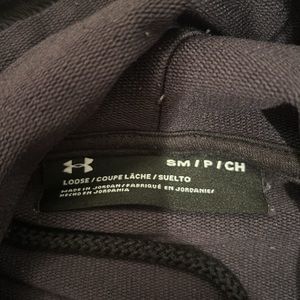 SM / P / CH
LOOSE / COUPE LÂCHE / SUELTO
MADE IN JORDAN / FABRIQUÉ EN JORDANIE/
HECHO EN JORDANIA